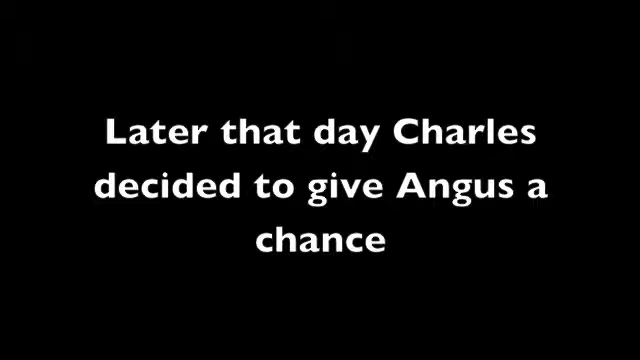 Later that day Charles
decided to give Angus a
chance